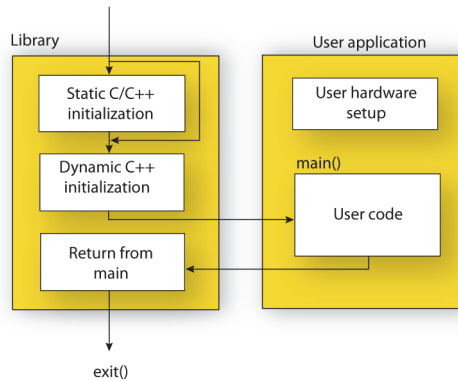 Library
Static C/C++
initialization
Dynamic C++
initialization
Return from
main
exit()
User application
User hardware
setup
main()
User code